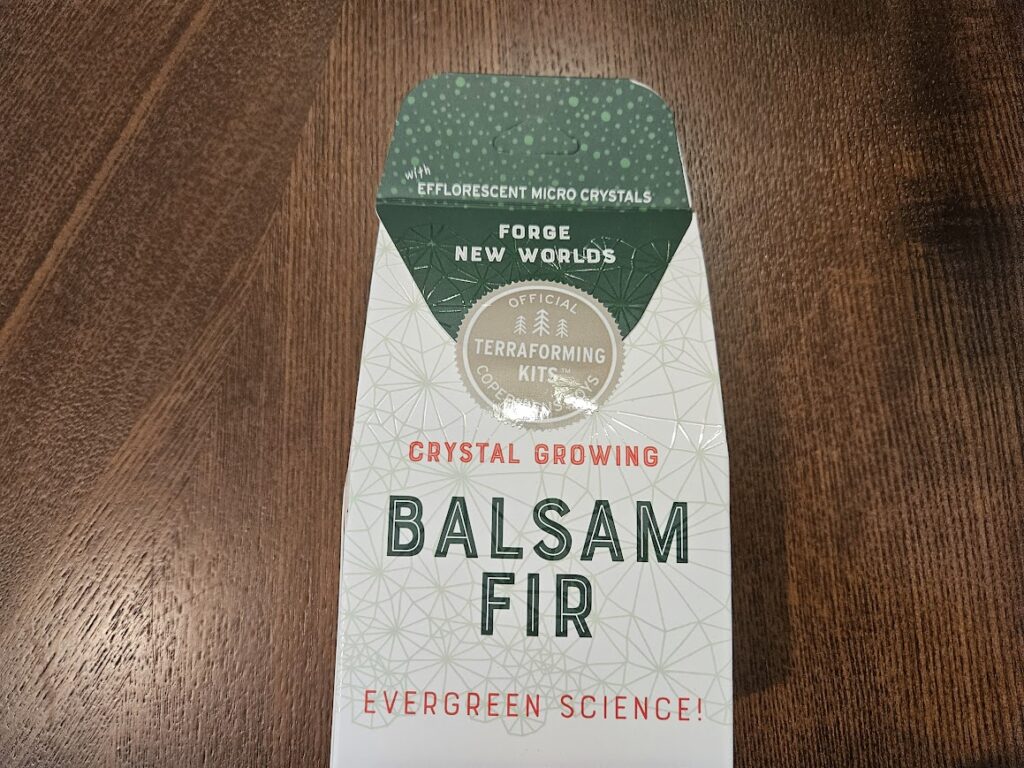 with
EFFLORESCENT MICRO CRYSTALS
FORGE
NEW WORLDS
OFFICIAL
TERRAFORMING
KITS™
CRYSTAL GROWING
BALSAM
FIR
EVERGREEN SCIENCE!